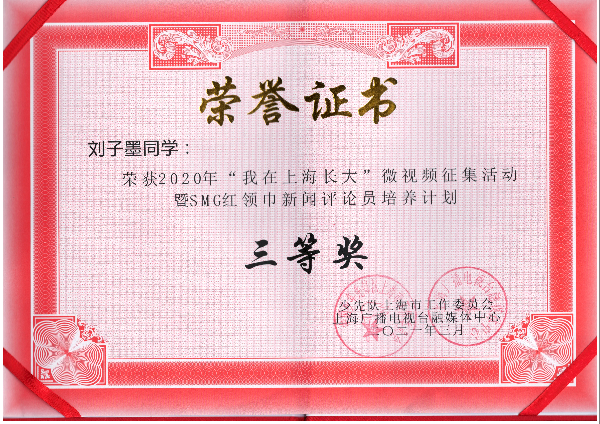 荣誉证书
刘子墨同学：
荣获2020年“我在上海长大”微视频征集活动
暨SMG红领巾新闻评论员培养计划
三等奖
少先队上海市工作委员会
上海广播电视台融媒体中心
二〇二一年三月